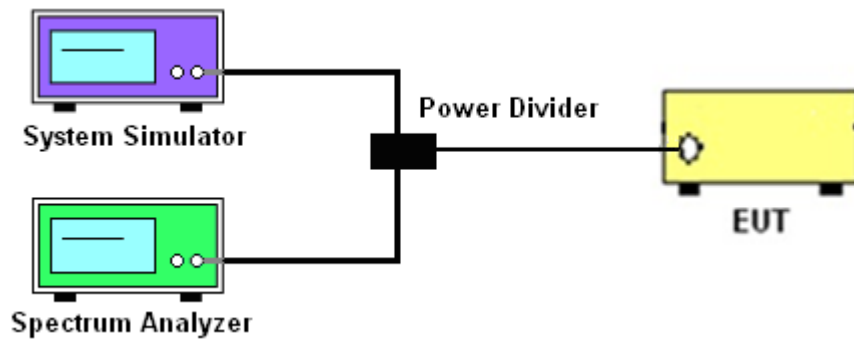 System Simulator
Power Divider
EUT
Spectrum Analyzer